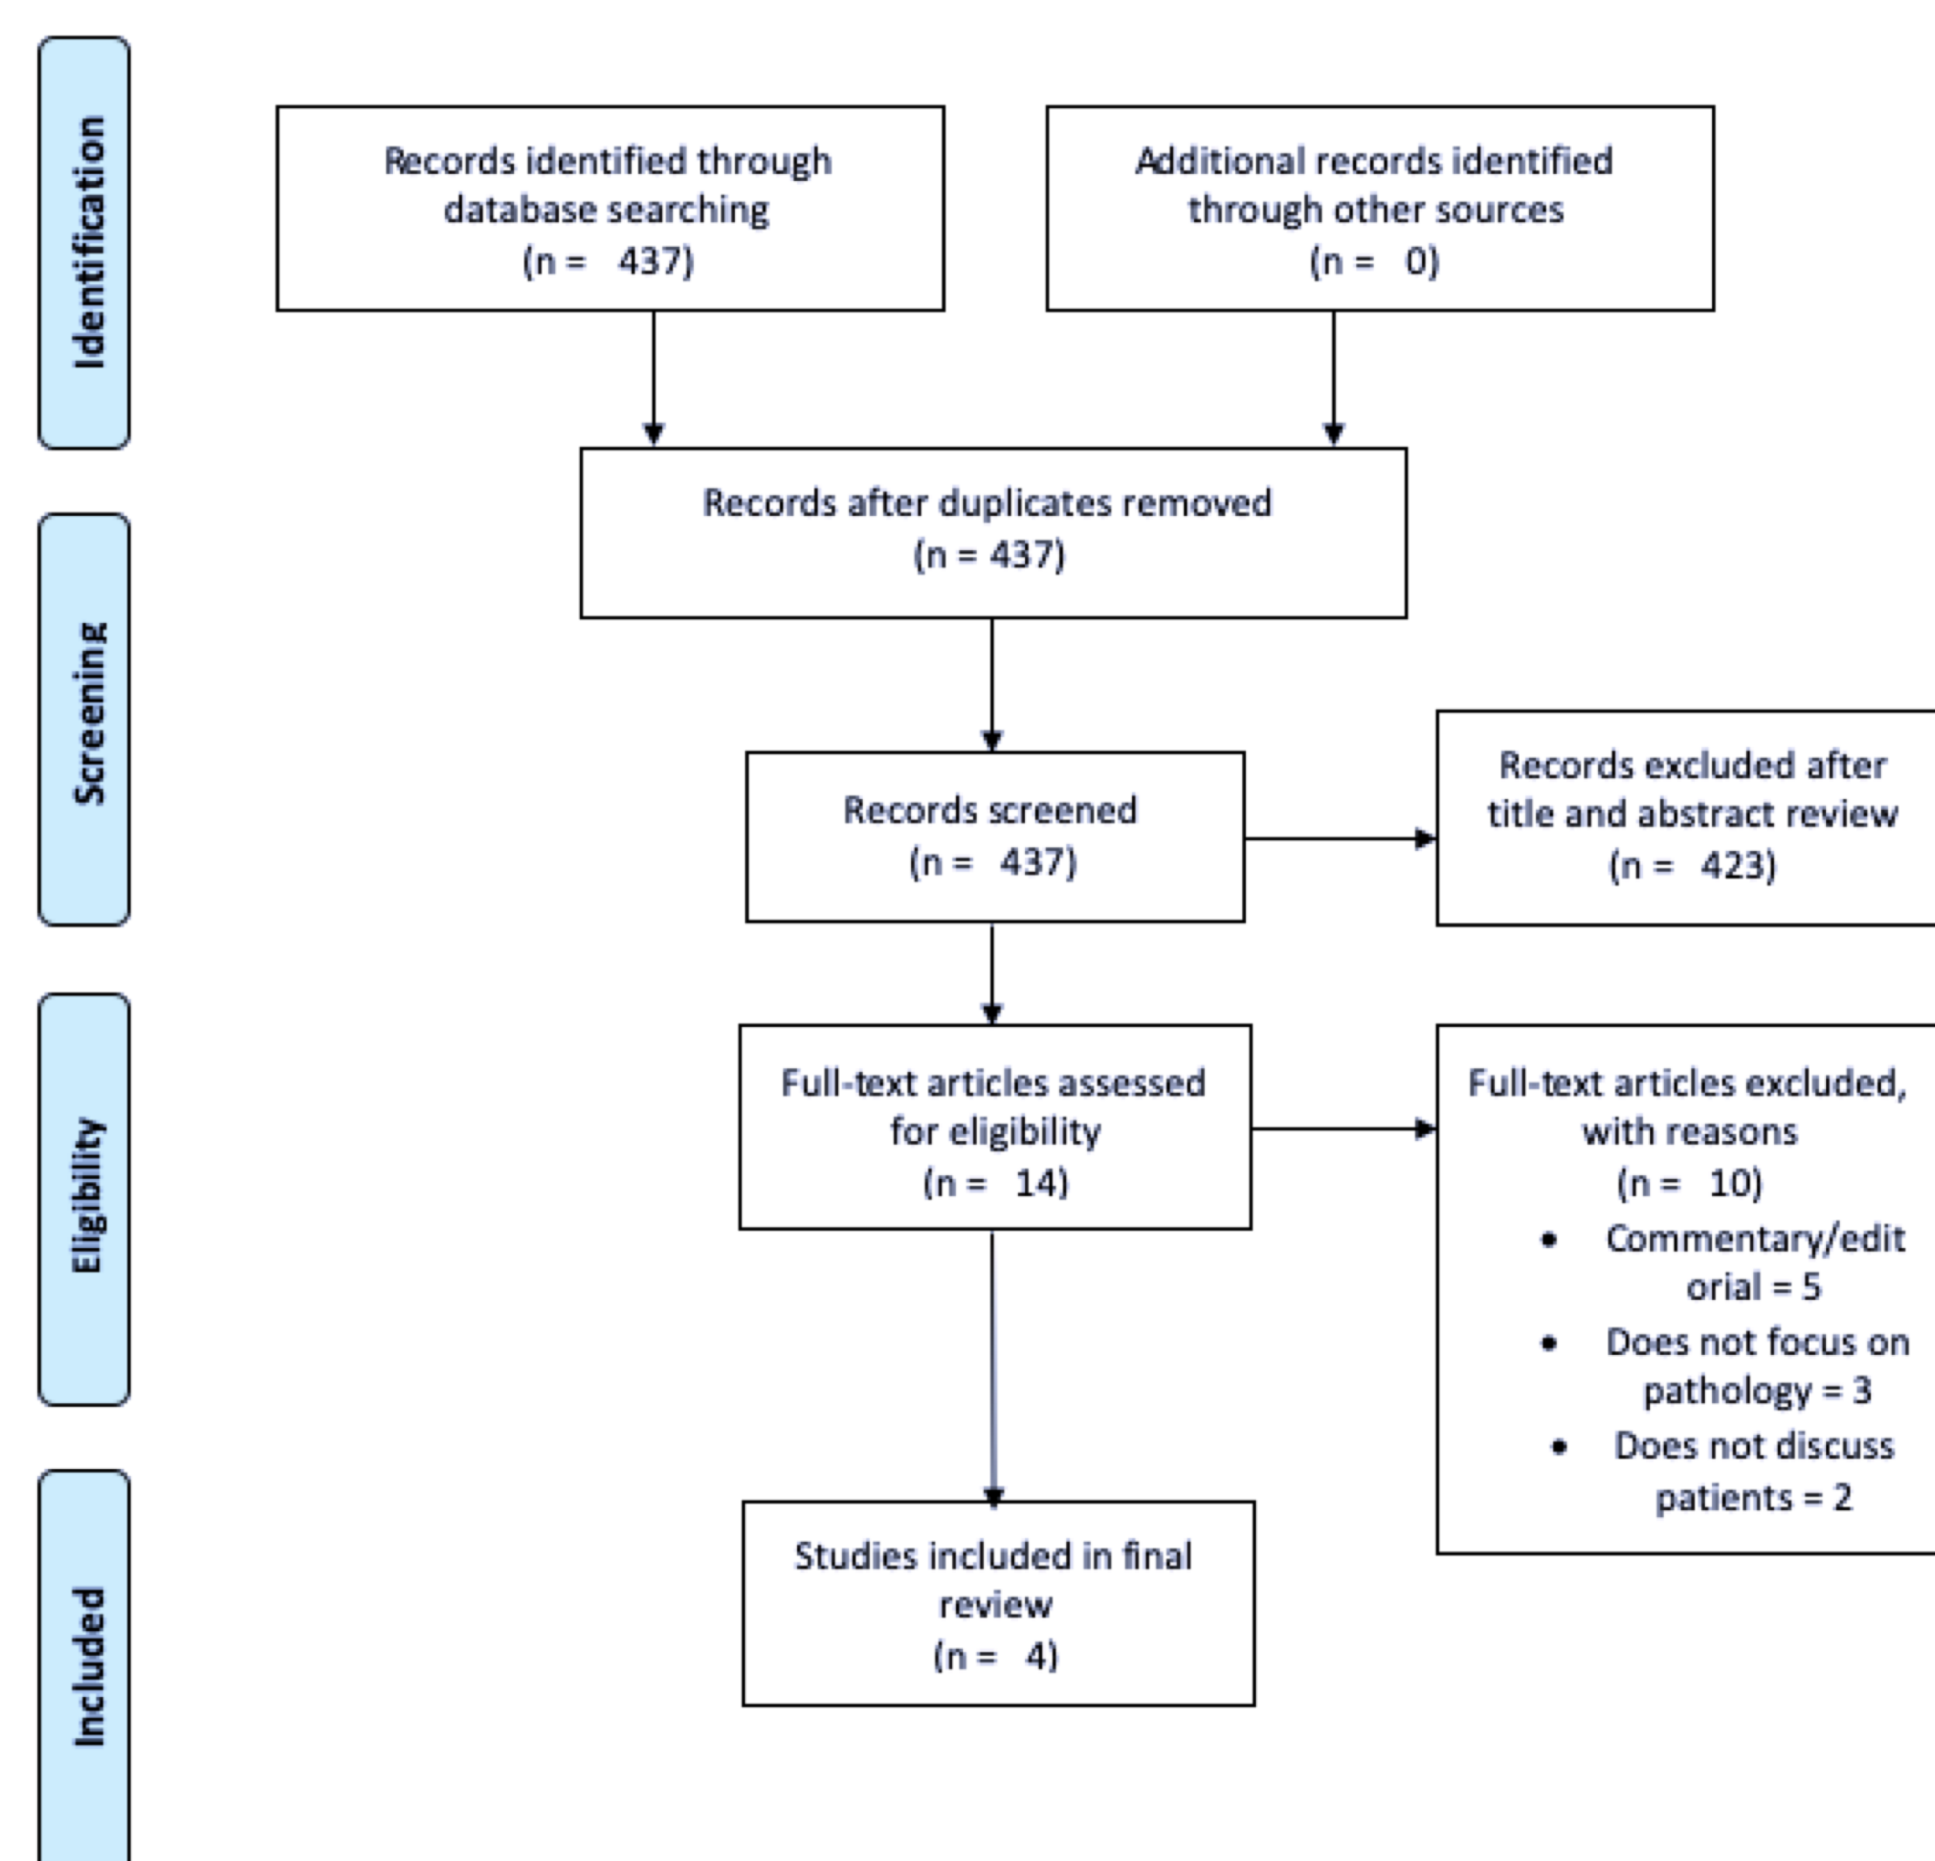 Identification
Records identified through
database searching
(n = 437)
Additional records identified
through other sources
(n = 0)
Records after duplicates removed
(n = 437)
Screening
Records screened
(n = 437)
Records excluded after
title and abstract review
(n = 423)
Eligibility
Full-text articles assessed
for eligibility
(n = 14)
Full-text articles excluded,
with reasons
(n = 10)
• Commentary/edit
orial = 5
• Does not focus on
pathology = 3
• Does not discuss
patients = 2
Included
Studies included in final
review
(n = 4)